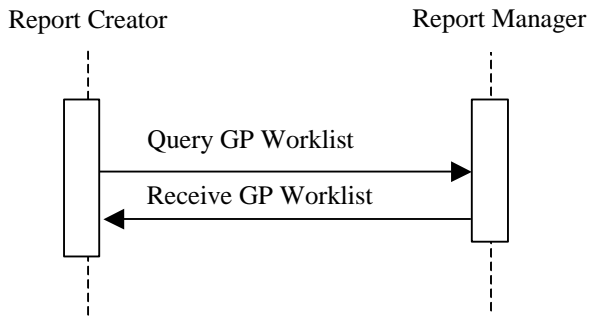 Report Creator
Report Manager
Query GP Worklist
Receive GP Worklist